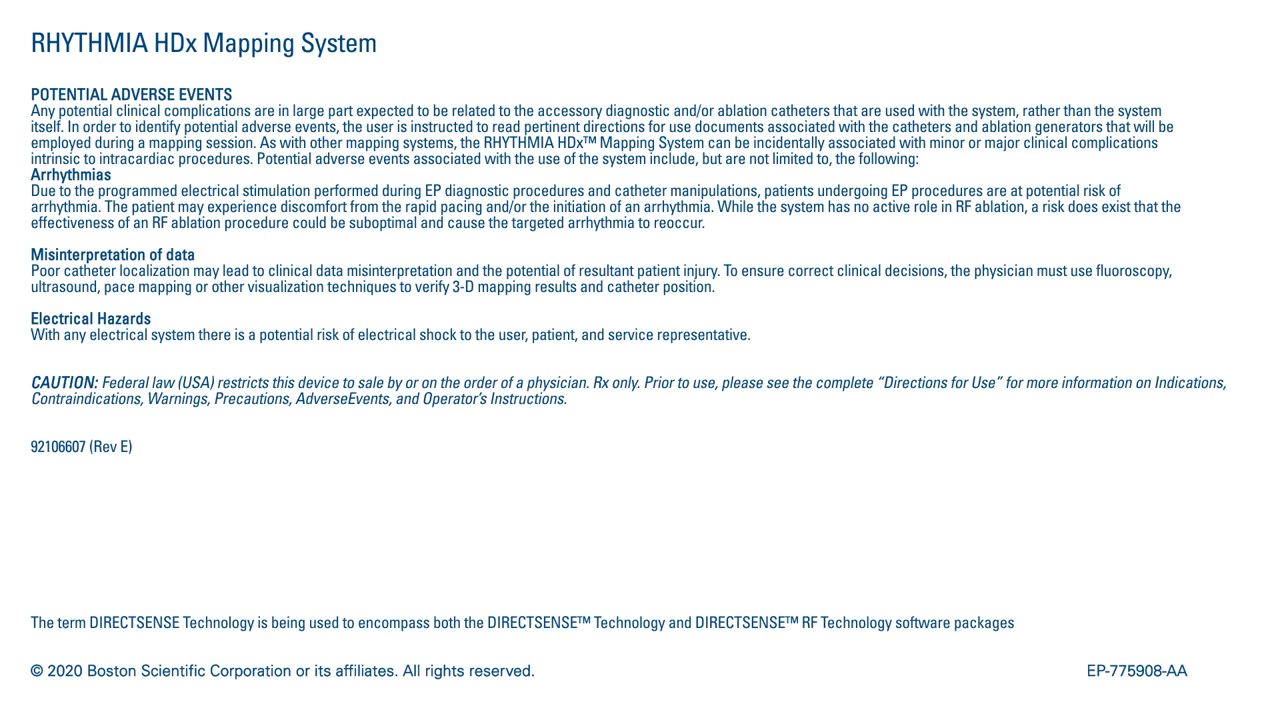 RHYTHMIA HDx Mapping System
POTENTIAL ADVERSE EVENTS
Any potential clinical complications are in large part expected to be related to the accessory diagnostic and/or ablation catheters that are used with the system, rather than the system
itself. In order to identify potential adverse events, the user is instructed to read pertinent directions for use documents associated with the catheters and ablation generators that will be
employed during a mapping session. As with other mapping systems, the RHYTHMIA HDx™ Mapping System can be incidentally associated with minor or major clinical complications
intrinsic to intracardiac procedures. Potential adverse events associated with the use of the system include, but are not limited to, the following:
Arrhythmias
Due to the programmed electrical stimulation performed during EP diagnostic procedures and catheter manipulations, patients undergoing EP procedures are at potential risk of
arrhythmia. The patient may experience discomfort from the rapid pacing and/or the initiation of an arrhythmia. While the system has no active role in RF ablation, a risk does exist that the
effectiveness of an RF ablation procedure could be suboptimal and cause the targeted arrhythmia to reoccur.
Misinterpretation of data
Poor catheter localization may lead to clinical data misinterpretation and the potential of resultant patient injury. To ensure correct clinical decisions, the physician must use fluoroscopy,
ultrasound, pace mapping or other visualization techniques to verify 3-D mapping results and catheter position.
Electrical Hazards
With any electrical system there is a potential risk of electrical shock to the user, patient, and service representative.
CAUTION: Federal law (USA) restricts this device to sale by or on the order of a physician. Rx only. Prior to use, please see the complete “Directions for Use” for more information on Indications,
Contraindications, Warnings, Precautions, AdverseEvents, and Operator’s Instructions.
92106607 (Rev E)
The term DIRECTSENSE Technology is being used to encompass both the DIRECTSENSE™ Technology and DIRECTSENSE™ RF Technology software packages
© 2020 Boston Scientific Corporation or its affiliates. All rights reserved.
EP-775908-AA